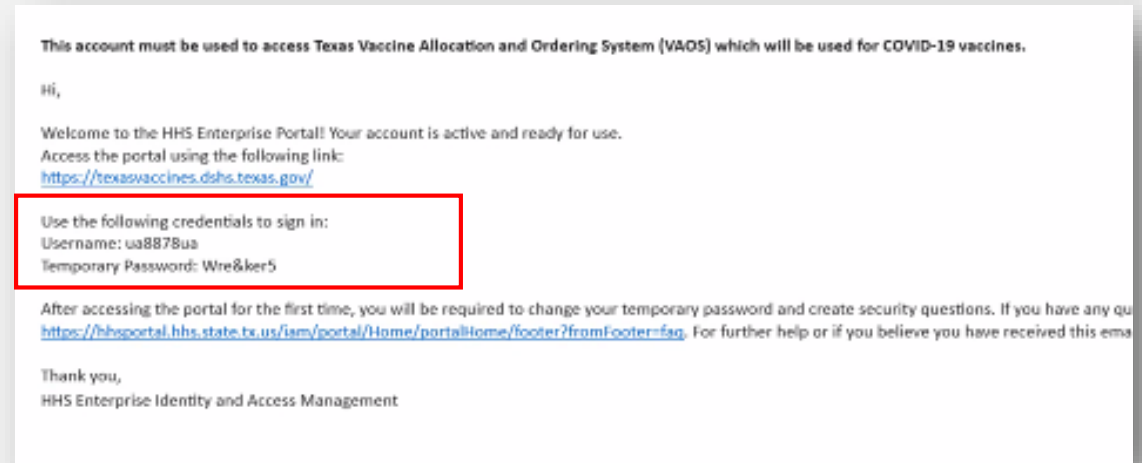 This account must be used to access Texas Vaccine Allocation and Ordering System (VAOS) which will be used for COVID-19 vaccines.
Hi,
Welcome to the HHS Enterprise Portal! Your account is active and ready for use.
Access the portal using the following link:
https://texasvaccines.dshs.texas.gov/
Use the following credentials to sign in:
Username: ua8878ua
Temporary Password: Wre&ker5
After accessing the portal for the first time, you will be required to change your temporary password and create security questions. If you have any qu
https://hhsportal.hhs.state.tx.us/iam/portal/Home/portalHome/footer?fromFooter=faq. For further help or if you believe you have received this ema
Thank you,
HHS Enterprise Identity and Access Management